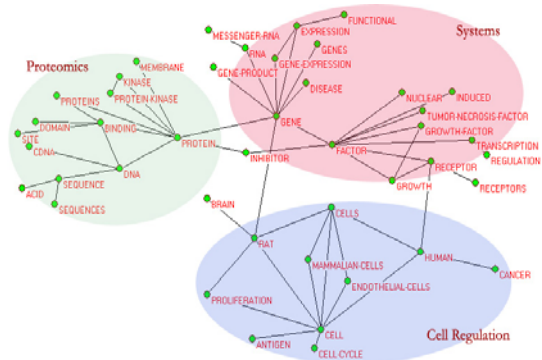 Systems
FUNCTIONAL
EXPRESSION
MESSENGER-RNA
RNA
GENES
GENE-EXPRESSION
GENE-PRODUCT
DISEASE
GENE
NUCLEAR
INDUCED
TUMOR-NECROSIS-FACTOR
GROWTH-FACTOR
TRANSCRIPTION
FACTOR
REGULATION
RECEPTOR
RECEPTORS
GROWTH
INHIBITOR
Proteomics
MEMBRANE
KINASE
PROTEIN-KINASE
PROTEINS
DOMAIN
BINDING
SITE
CDNA
PROTEIN
DNA
SEQUENCE
ACID
SEQUENCES
BRAIN
CELLS
RAT
HUMAN
MAMMALIAN-CELLS
ENDOTHELIAL-CELLS
CANCER
PROLIFERATION
CELL
ANTIGEN
CELL CYCLE
Cell Regulation